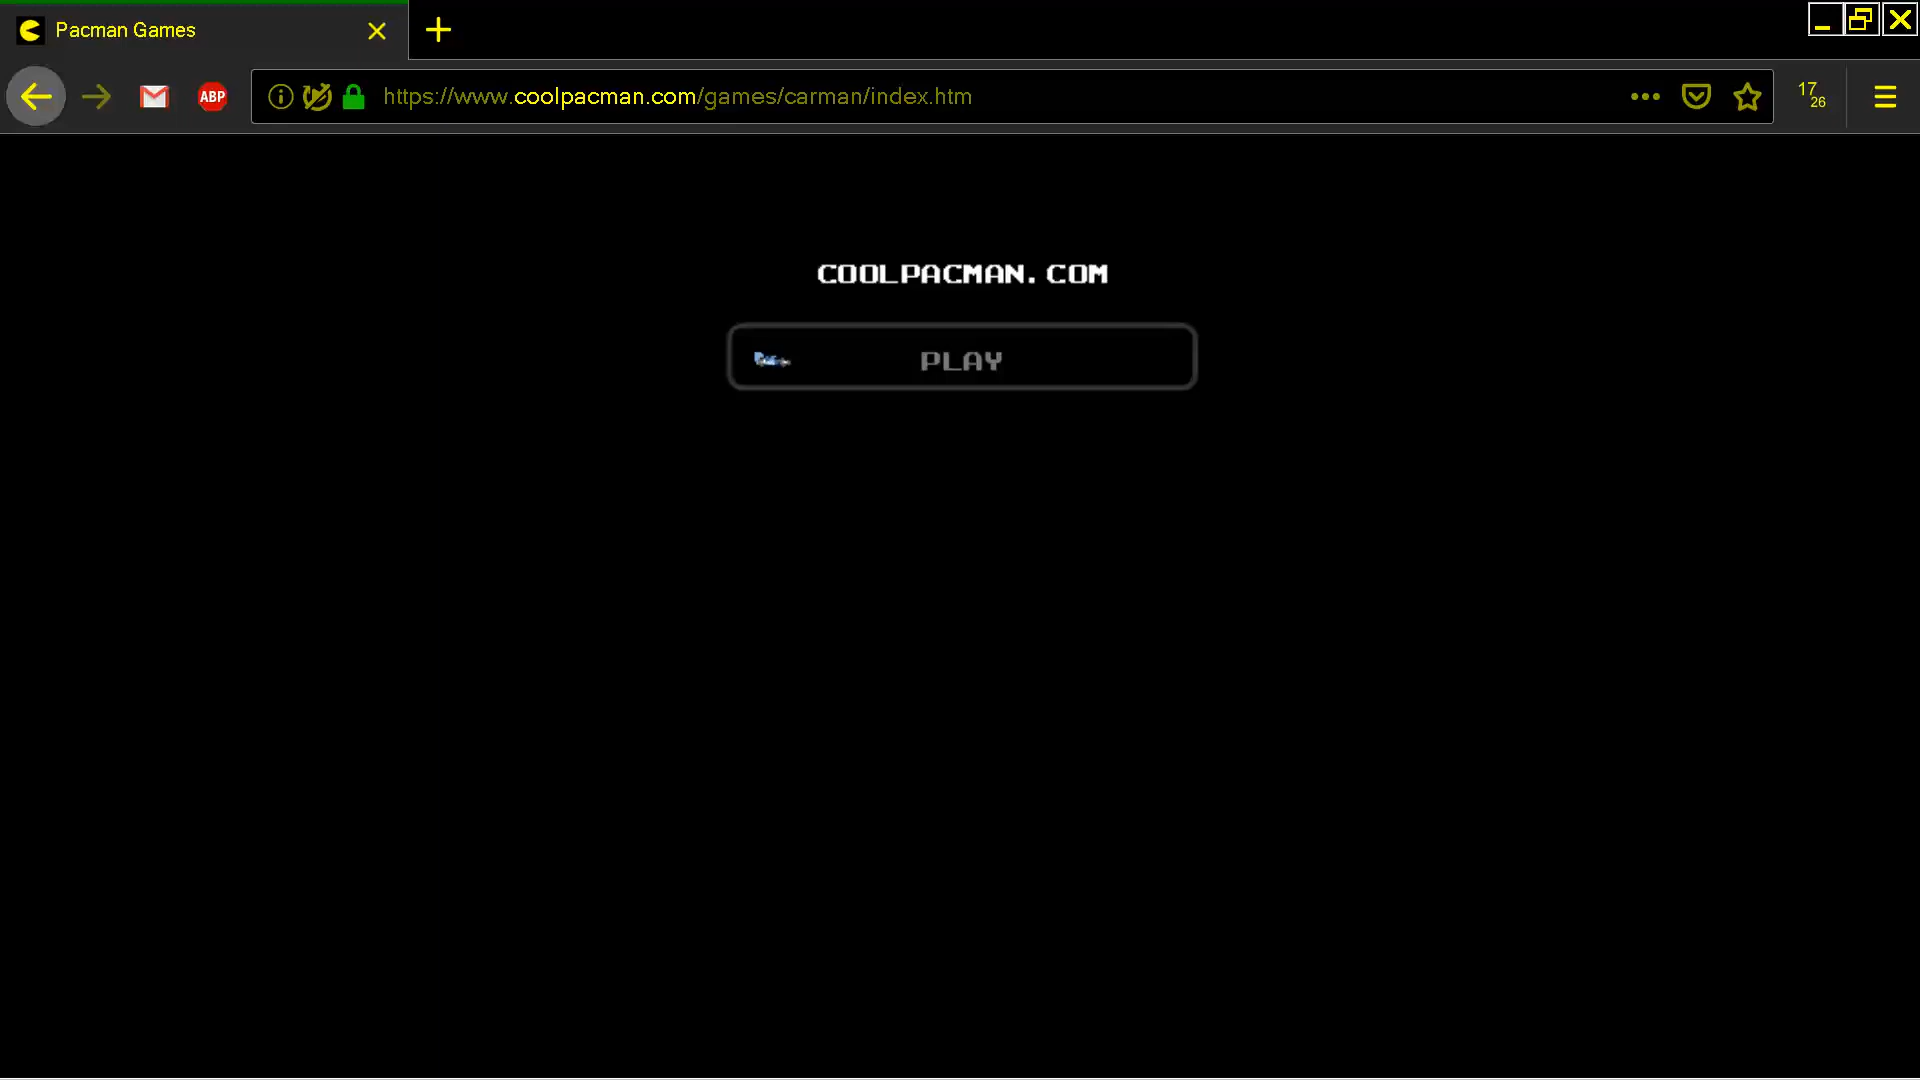 Pacman Games
ABP
https://www.coolpacman.com/games/carman/index.htm
17
26
COOLPACMAN.COM
PLAY